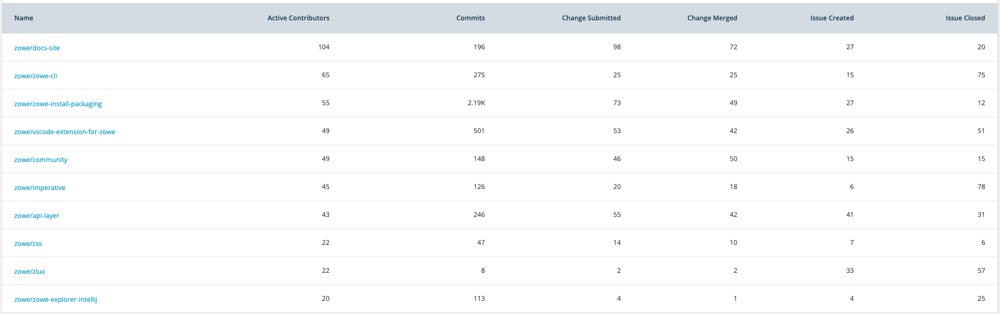 Name Active Contributors Commits Change Submitted Change Merged Issue Created Issue Closed
zowe/docs-site 104 196 98 72 27 20
zowe/zowe-cli 65 275 25 25 15 75
zowe/zowe-install-packaging 55 2.19K 73 49 27 12
zowe/vscode-extension-for-zowe 49 501 53 42 26 51
zowe/community 49 148 46 50 15 15
zowe/imperative 45 126 20 18 6 78
zowe/api-layer 43 246 55 42 41 31
zowe/zss 22 47 14 10 7 6
zowe/zlux 22 8 2 2 33 57
zowe/zowe-explorer-intellij 20 113 4 1 4 25